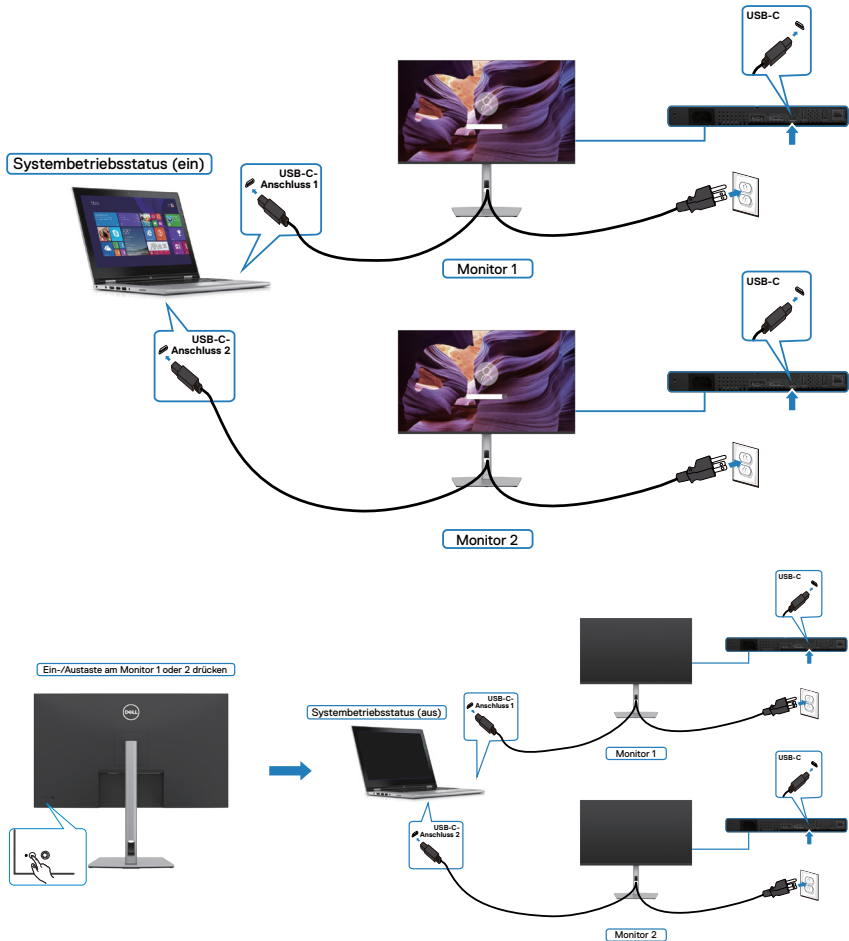 USB-C
Systembetriebsstatus (ein)
USB-C-
Anschluss 1
Monitor 1
USB-C
USB-C-
Anschluss 2
Monitor 2
USB-C
Ein-/Austaste am Monitor 1 oder 2 drücken
DELL
Systembetriebsstatus (aus)
USB-C-
Anschluss 1
Monitor 1
USB-C
USB-C-
Anschluss 2
Monitor 2